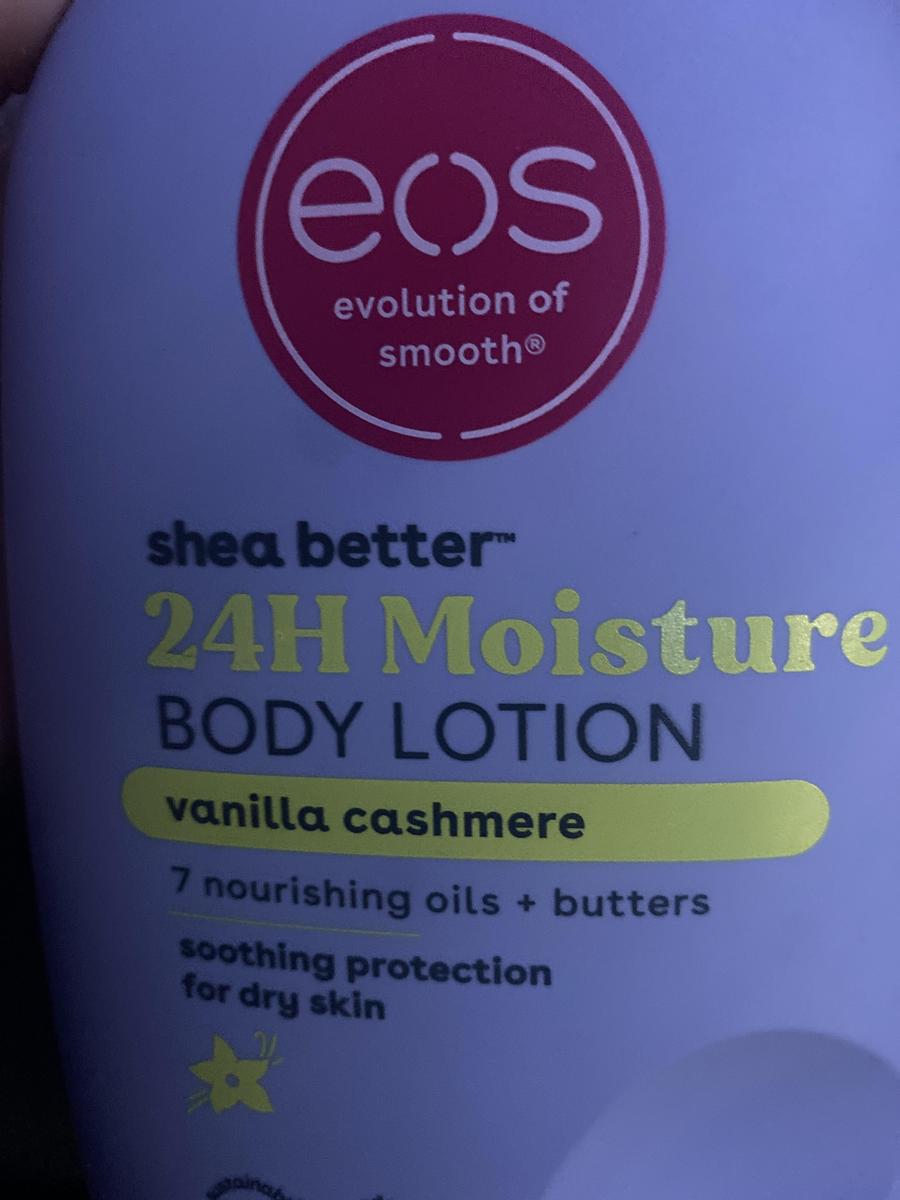 eos
evolution of
smooth®
shea better™
24H Moisture
BODY LOTION
vanilla cashmere
7 nourishing oils + butters
soothing protection
for dry skin